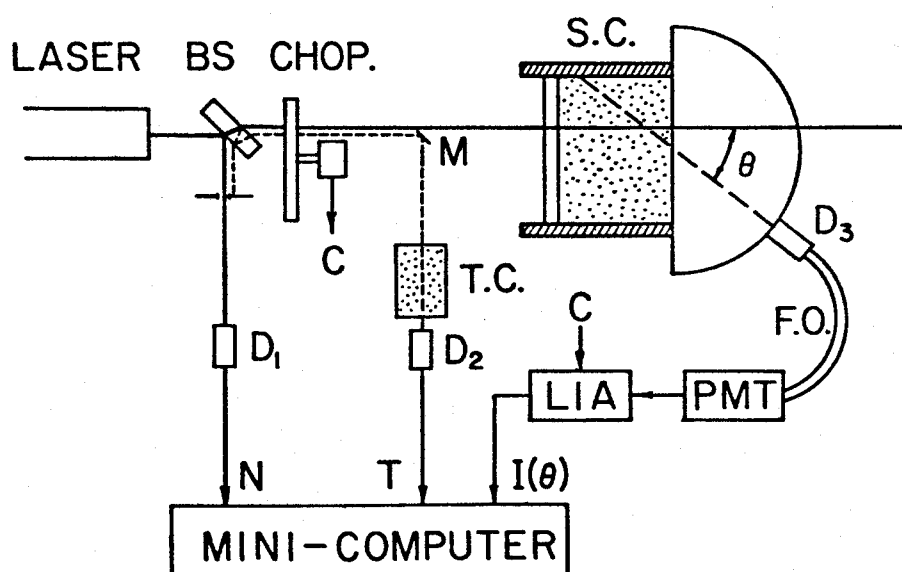 LASER BS CHOP.
S.C.
M
θ
D₃
C
T.C.
F.O.
C
D₁
D₂
LIA
PMT
N
T
I(θ)
MINI-COMPUTER